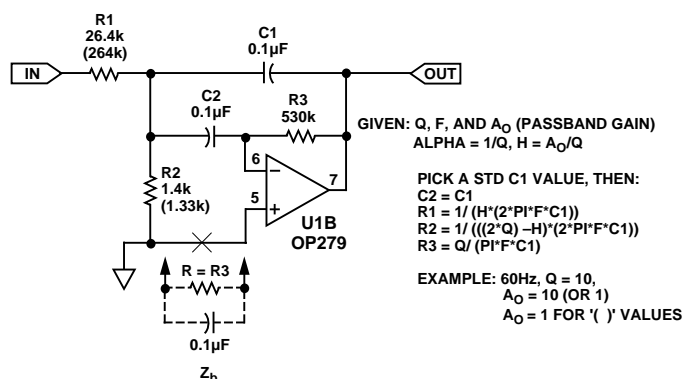 R1
26.4k
(264k)
IN
C1
0.1µF
OUT
C2
0.1µF
R3
530k
R2
1.4k
(1.33k)
6
5
7
U1B
OP279
R = R3
0.1µF
Zb
GIVEN: Q, F, AND AO (PASSBAND GAIN)
ALPHA = 1/Q, H = AO/Q
PICK A STD C1 VALUE, THEN:
C2 = C1
R1 = 1/ (H*(2*PI*F*C1))
R2 = 1/ (((2*Q) –H)*(2*PI*F*C1))
R3 = Q/ (PI*F*C1)
EXAMPLE: 60Hz, Q = 10,
AO = 10 (OR 1)
AO = 1 FOR '( )' VALUES